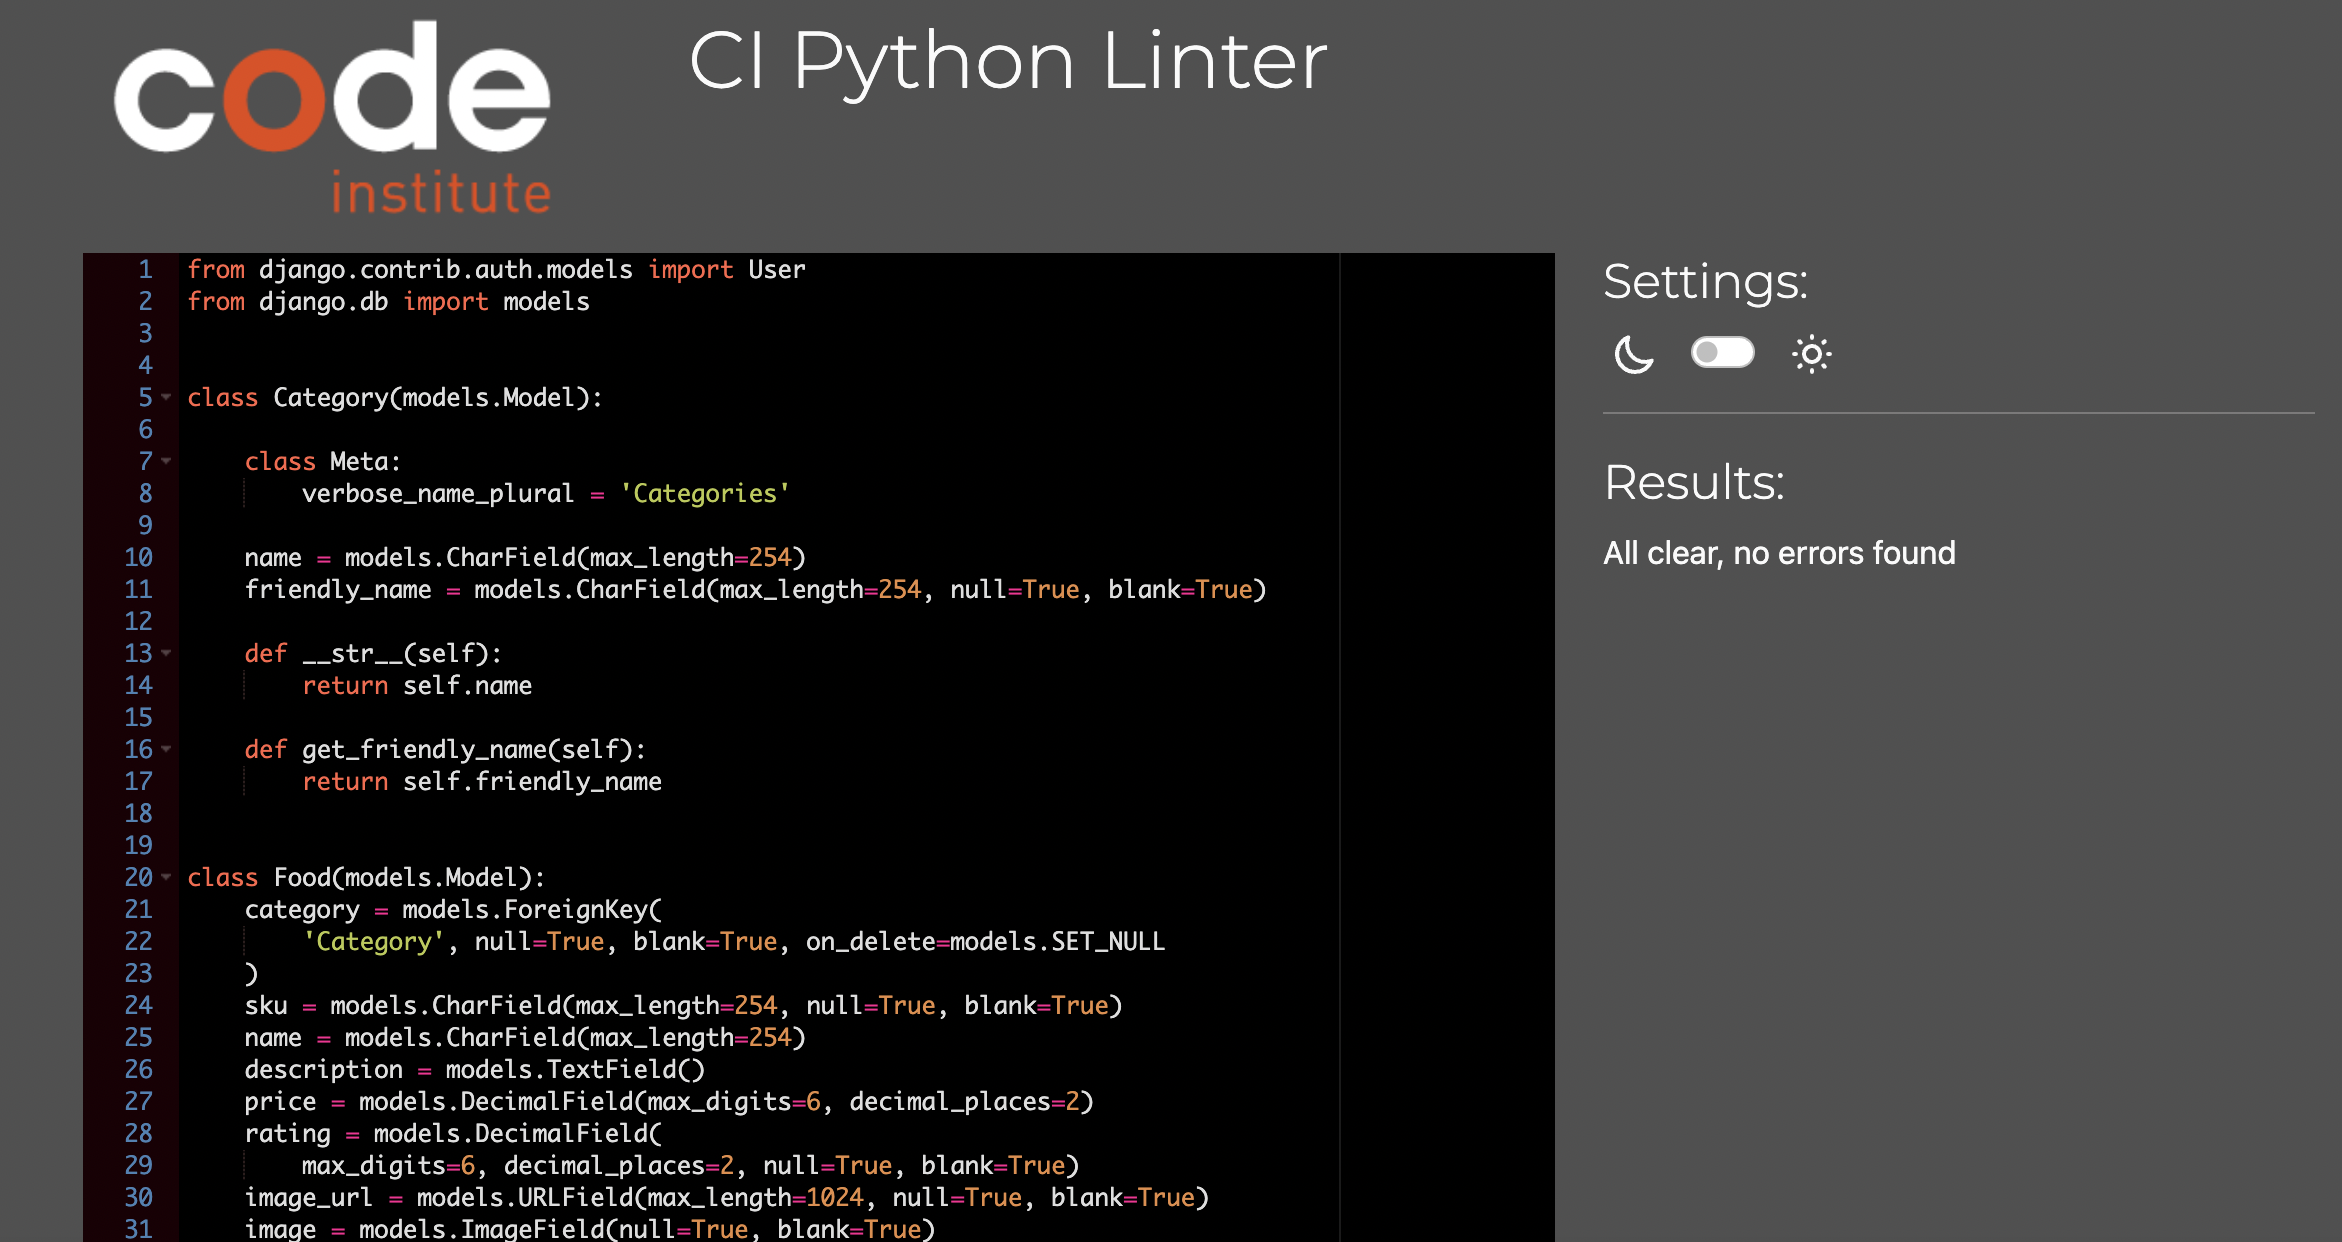 code
institute
CI Python Linter
1 from django.contrib.auth.models import User
2 from django.db import models
3
4
5 class Category(models.Model):
6
7     class Meta:
8         verbose_name_plural = 'Categories'
9
10     name = models.CharField(max_length=254)
11     friendly_name = models.CharField(max_length=254, null=True, blank=True)
12
13     def __str__(self):
14         return self.name
15
16     def get_friendly_name(self):
17         return self.friendly_name
18
19
20 class Food(models.Model):
21     category = models.ForeignKey(
22         'Category', null=True, blank=True, on_delete=models.SET_NULL
23     )
24     sku = models.CharField(max_length=254, null=True, blank=True)
25     name = models.CharField(max_length=254)
26     description = models.TextField()
27     price = models.DecimalField(max_digits=6, decimal_places=2)
28     rating = models.DecimalField(
29         max_digits=6, decimal_places=2, null=True, blank=True)
30     image_url = models.URLField(max_length=1024, null=True, blank=True)
31     image = models.ImageField(null=True, blank=True)
Settings:
Results:
All clear, no errors found